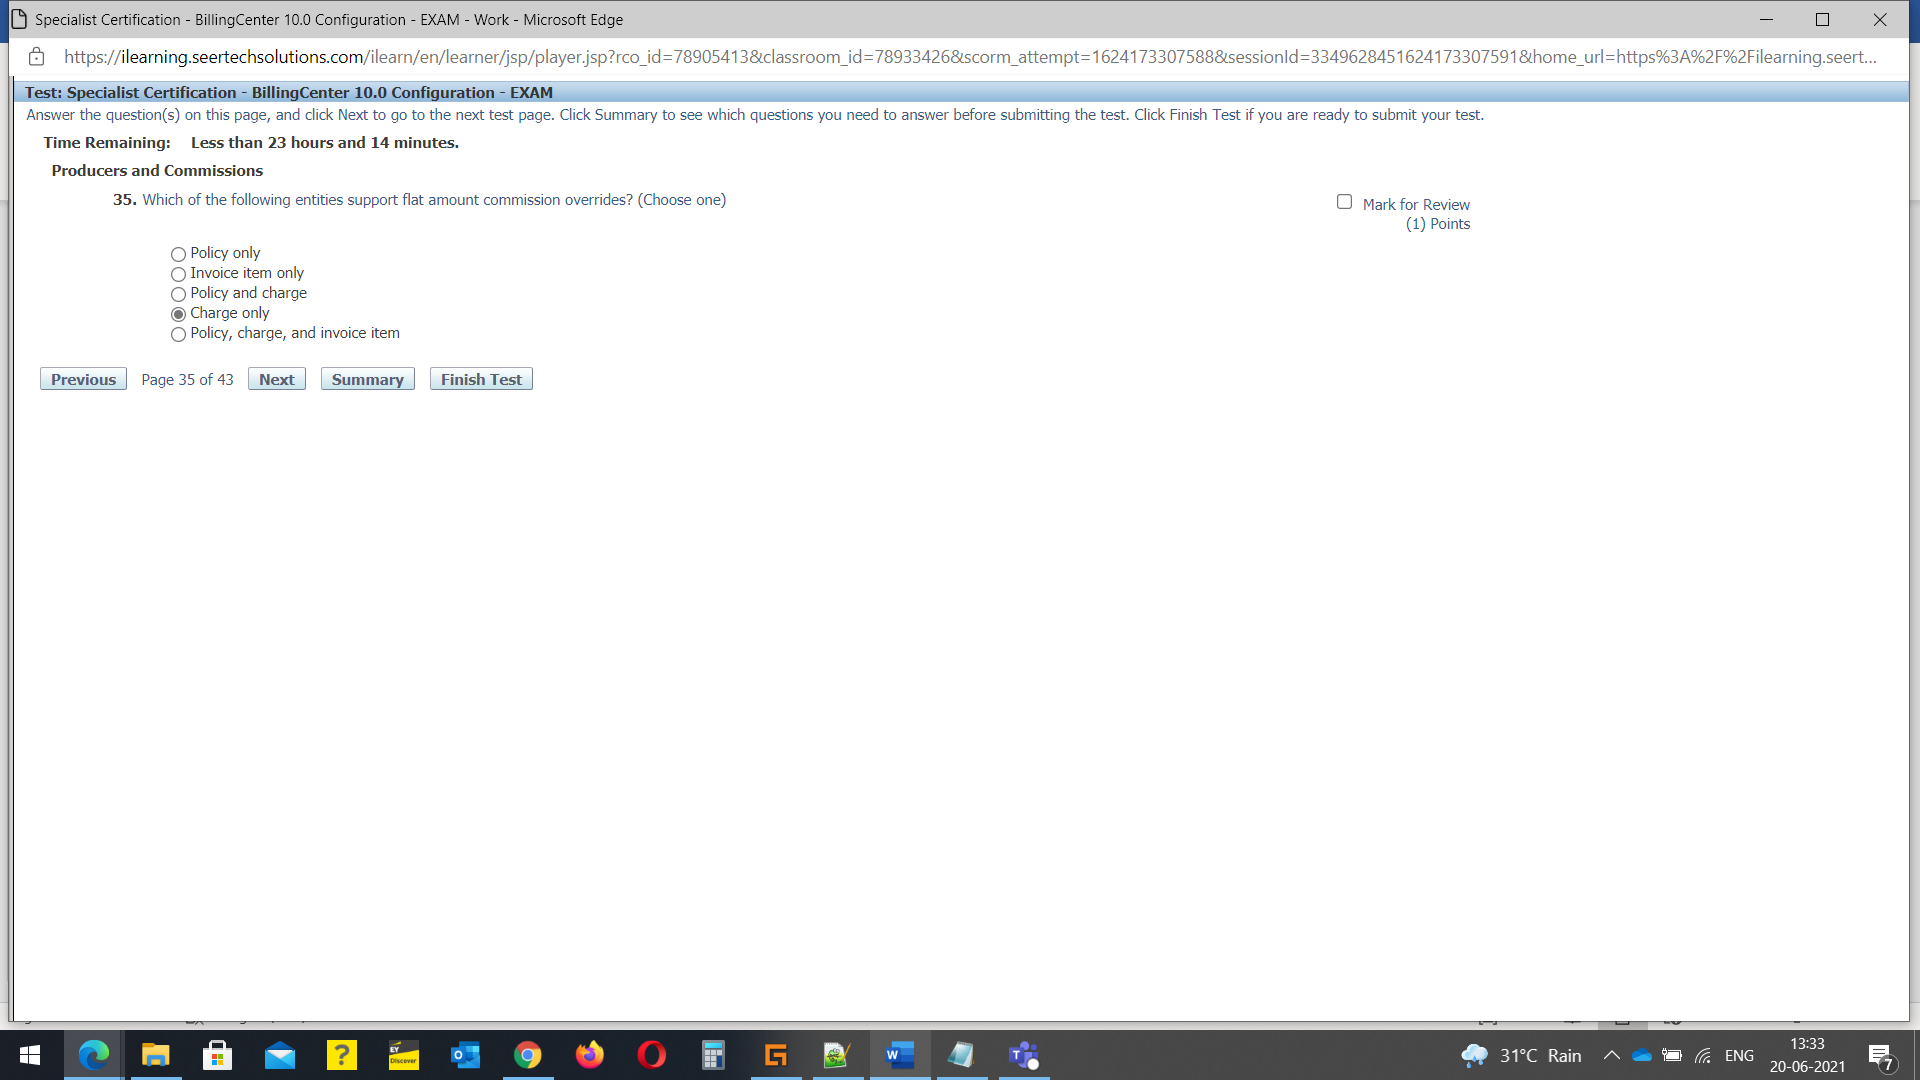 Specialist Certification - BillingCenter 10.0 Configuration - EXAM - Work - Microsoft Edge
https://ilearning.seertechsolutions.com/ilearn/en/learner/jsp/player.jsp?rco_id=78905413&classroom_id=78933426&scorm_attempt=1624173307588&sessionId=3349628451624173307591&home_url=https%3A%2F%2Filearning.seert...
Test: Specialist Certification - BillingCenter 10.0 Configuration - EXAM
Answer the question(s) on this page, and click Next to go to the next test page. Click Summary to see which questions you need to answer before submitting the test. Click Finish Test if you are ready to submit your test.
Time Remaining: Less than 23 hours and 14 minutes.
Producers and Commissions
35. Which of the following entities support flat amount commission overrides? (Choose one)
Mark for Review
(1) Points
Policy only
Invoice item only
Policy and charge
Charge only
Policy, charge, and invoice item
Previous Page 35 of 43 Next Summary Finish Test
EY
Discover
31°C Rain
ENG
13:33
20-06-2021
7